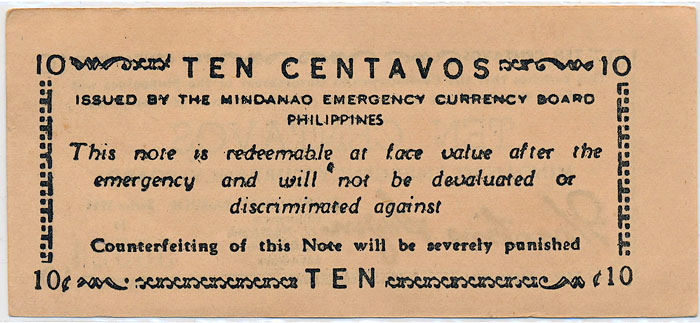 10 TEN CENTAVOS 10
ISSUED BY THE MINDANAO EMERGENCY CURRENCY BOARD
PHILIPPINES
This note is redeemable at face value after the
emergency and will not be devaluated or
discriminated against
Counterfeiting of this Note will be severely punished
10¢ TEN ¢10